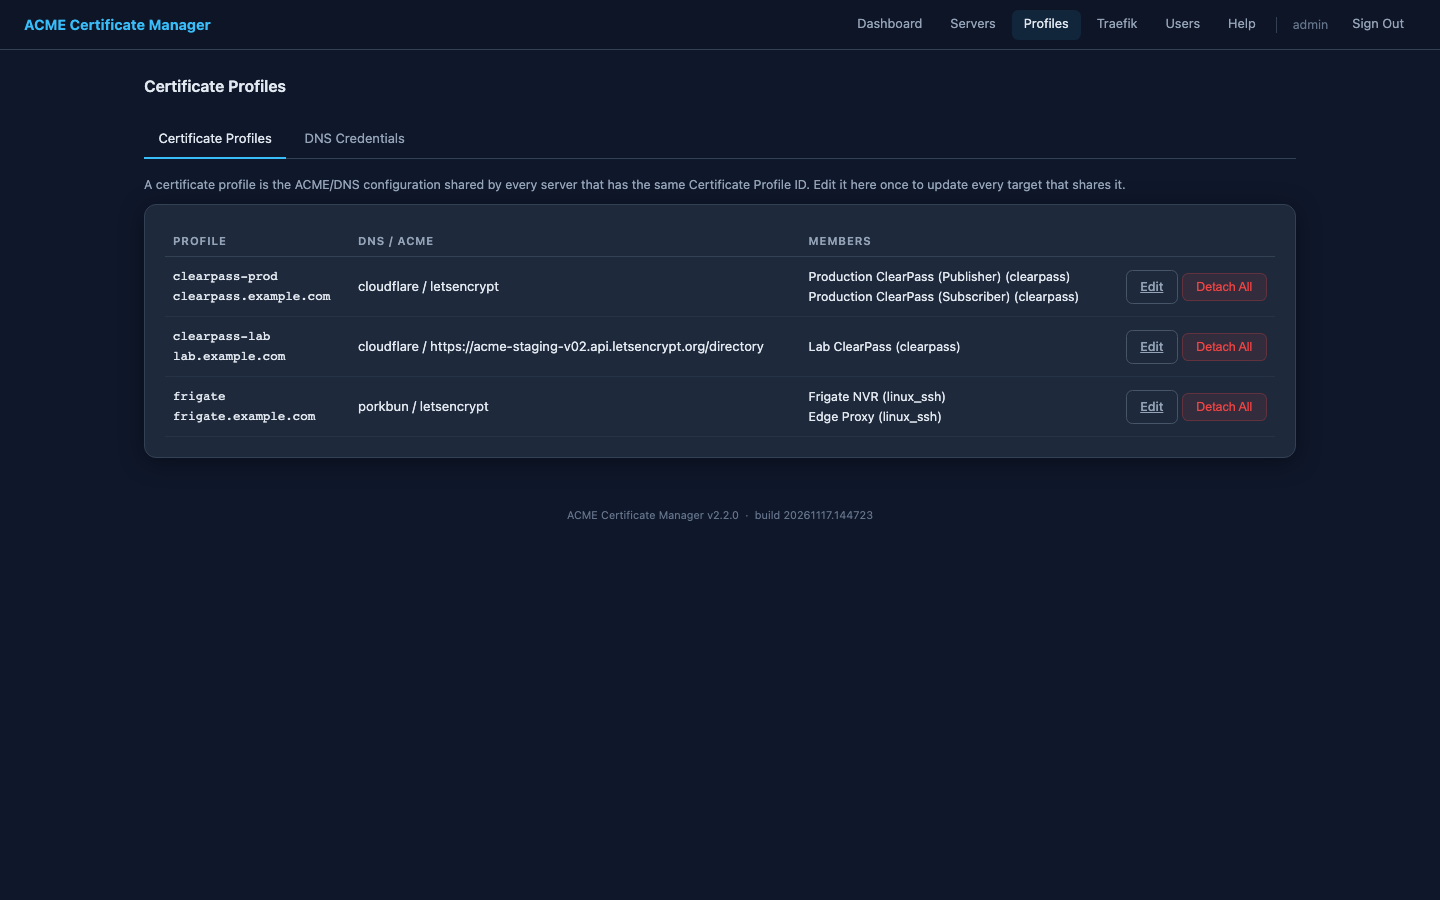 ACME Certificate Manager
Dashboard Servers Profiles Traefik Users Help admin Sign Out
Certificate Profiles
Certificate Profiles DNS Credentials
A certificate profile is the ACME/DNS configuration shared by every server that has the same Certificate Profile ID. Edit it here once to update every target that shares it.
PROFILE DNS / ACME MEMBERS
clearpass-prod
clearpass.example.com
cloudflare / letsencrypt
Production ClearPass (Publisher) (clearpass)
Production ClearPass (Subscriber) (clearpass)
Edit Detach All
clearpass-lab
lab.example.com
cloudflare / https://acme-staging-v02.api.letsencrypt.org/directory
Lab ClearPass (clearpass)
Edit Detach All
frigate
frigate.example.com
porkbun / letsencrypt
Frigate NVR (linux_ssh)
Edge Proxy (linux_ssh)
Edit Detach All
ACME Certificate Manager v2.2.0 · build 20261117.144723